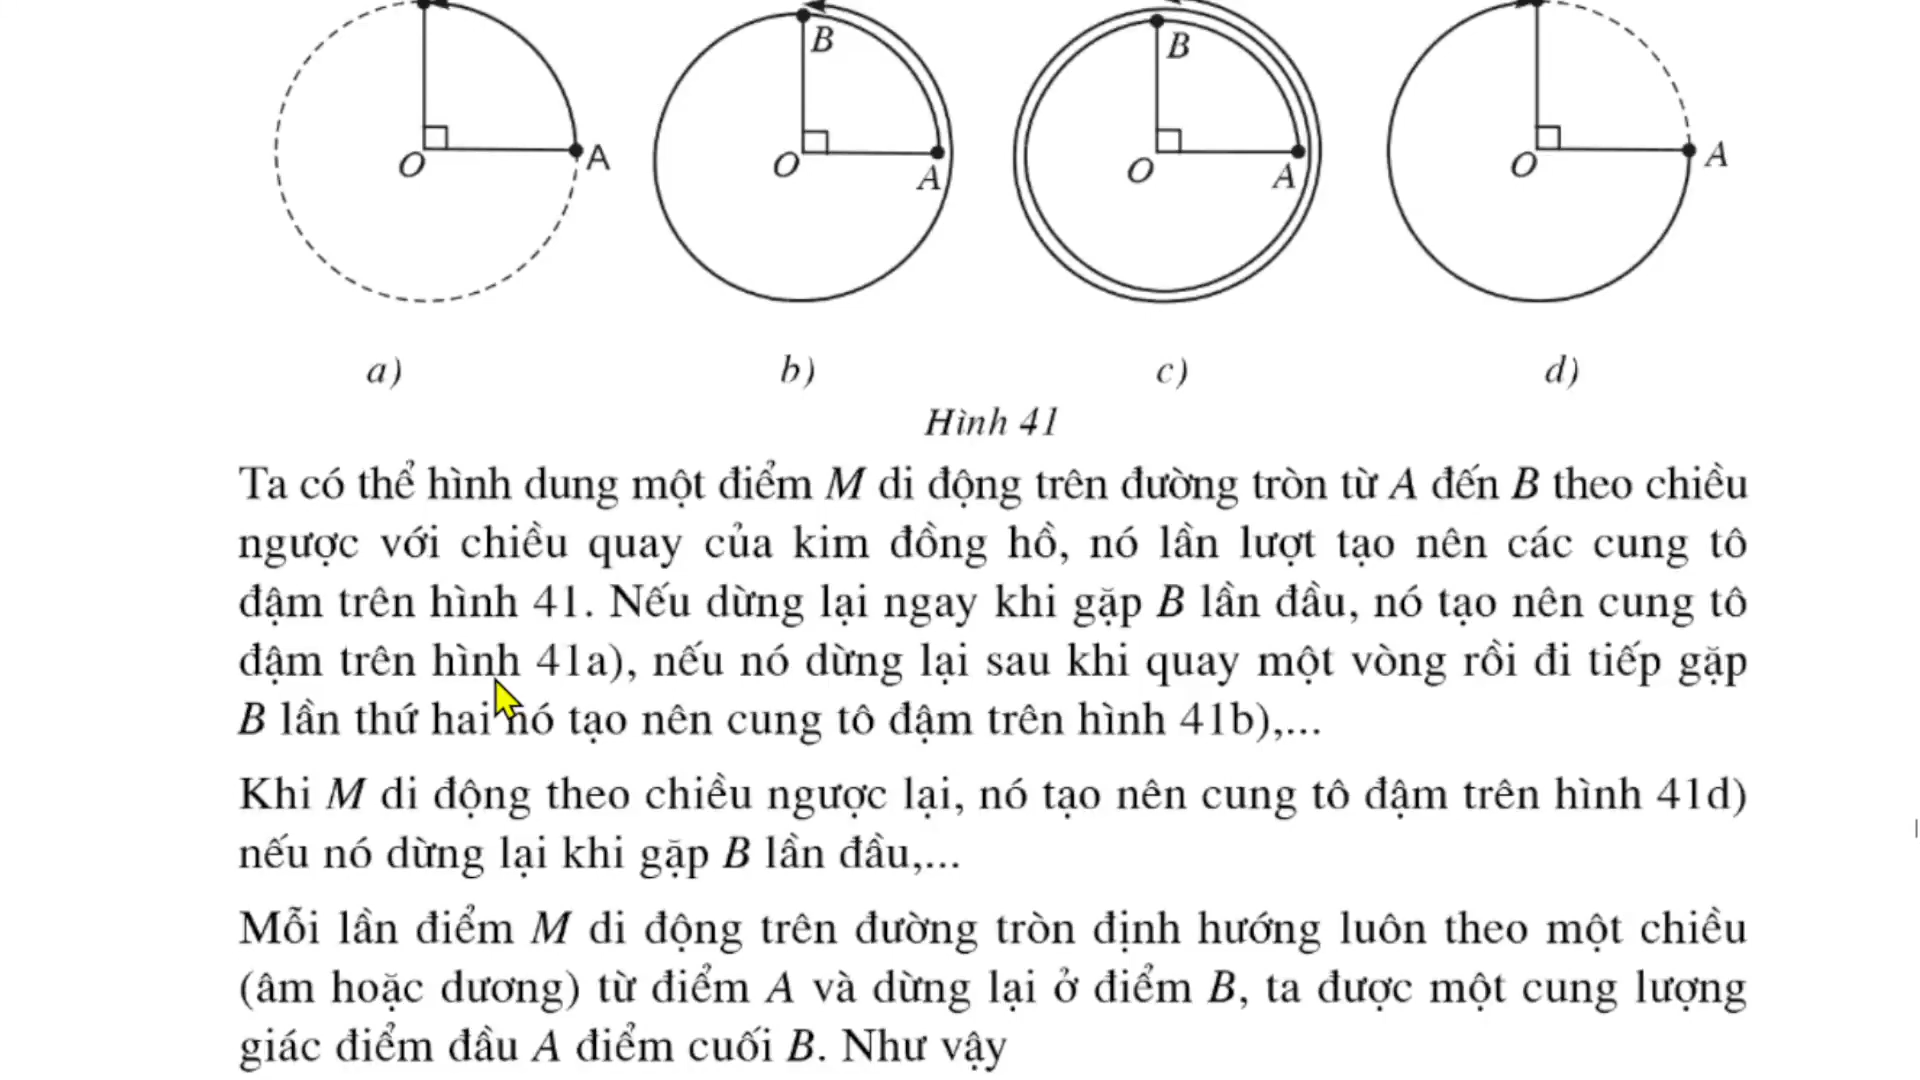 B
B
O
A
O
A
O
A
O
A
a)
b)
c)
d)
Hình 41
Ta có thể hình dung một điểm M di động trên đường tròn từ A đến B theo chiều
ngược với chiều quay của kim đồng hồ, nó lần lượt tạo nên các cung tô
đậm trên hình 41. Nếu dừng lại ngay khi gặp B lần đầu, nó tạo nên cung tô
đậm trên hình 41a), nếu nó dừng lại sau khi quay một vòng rồi đi tiếp gặp
B lần thứ hai nó tạo nên cung tô đậm trên hình 41b),...
Khi M di động theo chiều ngược lại, nó tạo nên cung tô đậm trên hình 41d)
nếu nó dừng lại khi gặp B lần đầu,...
Mỗi lần điểm M di động trên đường tròn định hướng luôn theo một chiều
(âm hoặc dương) từ điểm A và dừng lại ở điểm B, ta được một cung lượng
giác điểm đầu A điểm cuối B. Như vậy